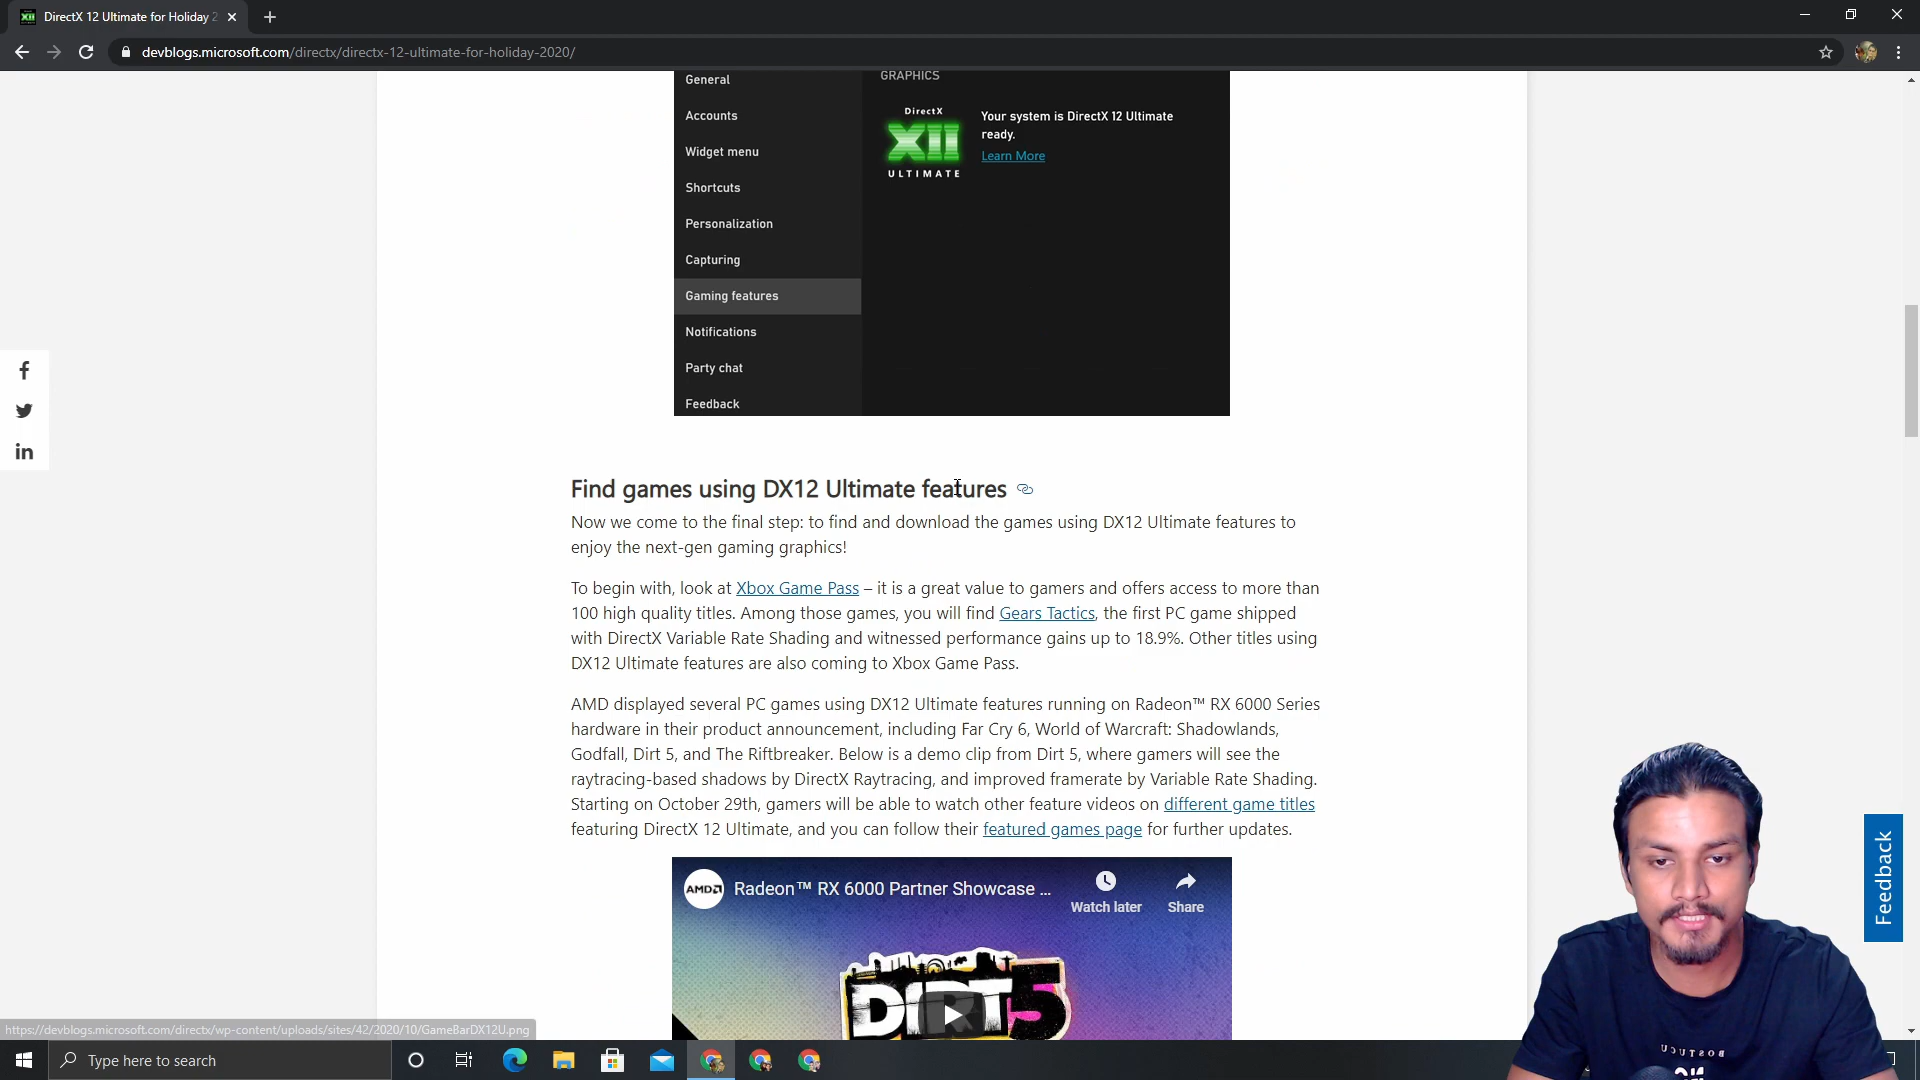 DirectX 12 Ultimate for Holiday 2
devblogs.microsoft.com/directx/directx-12-ultimate-for-holiday-2020/
General
Accounts
Widget menu
Shortcuts
Personalization
Capturing
Gaming features
Notifications
Party chat
Feedback
GRAPHICS
DirectX
XII
ULTIMATE
Your system is DirectX 12 Ultimate
ready.
Learn More
Find games using DX12 Ultimate features
Now we come to the final step: to find and download the games using DX12 Ultimate features to
enjoy the next-gen gaming graphics!
To begin with, look at Xbox Game Pass – it is a great value to gamers and offers access to more than
100 high quality titles. Among those games, you will find Gears Tactics, the first PC game shipped
with DirectX Variable Rate Shading and witnessed performance gains up to 18.9%. Other titles using
DX12 Ultimate features are also coming to Xbox Game Pass.
AMD displayed several PC games using DX12 Ultimate features running on Radeon™ RX 6000 Series
hardware in their product announcement, including Far Cry 6, World of Warcraft: Shadowlands,
Godfall, Dirt 5, and The Riftbreaker. Below is a demo clip from Dirt 5, where gamers will see the
raytracing-based shadows by DirectX Raytracing, and improved framerate by Variable Rate Shading.
Starting on October 29th, gamers will be able to watch other feature videos on different game titles
featuring DirectX 12 Ultimate, and you can follow their featured games page for further updates.
AMD
Radeon™ RX 6000 Partner Showcase ...
Watch later
Share
DIRT 5
Feedback
https://devblogs.microsoft.com/directx/wp-content/uploads/sites/42/2020/10/GameBarDX12U.png
Type here to search